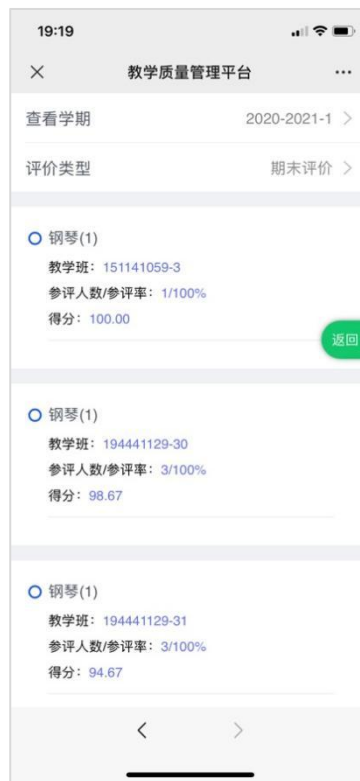 19:19
教学质量管理平台
查看学期 2020-2021-1
评价类型 期末评价
钢琴(1)
教学班：151141059-3
参评人数/参评率：1/100%
得分：100.00
返回
钢琴(1)
教学班：194441129-30
参评人数/参评率：3/100%
得分：98.67
钢琴(1)
教学班：194441129-31
参评人数/参评率：3/100%
得分：94.67